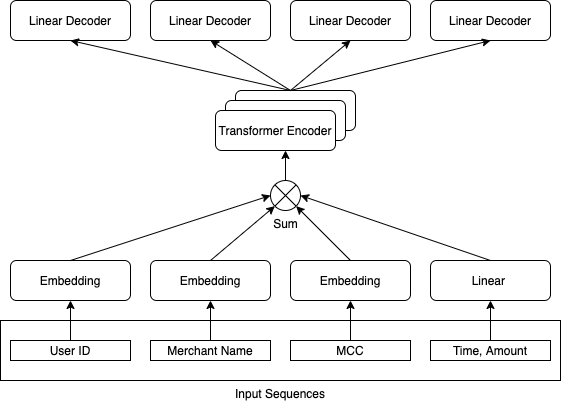 Linear Decoder Linear Decoder Linear Decoder Linear Decoder
Transformer Encoder
Sum
Embedding Embedding Embedding Linear
User ID Merchant Name MCC Time, Amount
Input Sequences